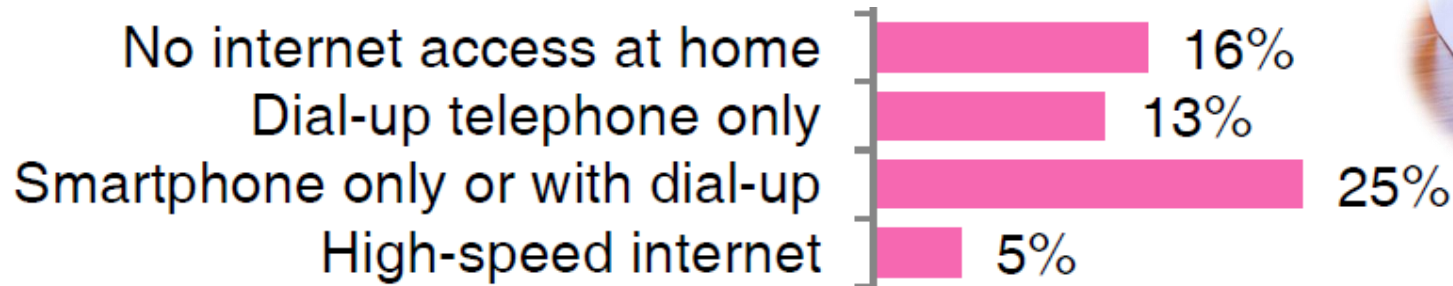 No internet access at home 16%
Dial-up telephone only 13%
Smartphone only or with dial-up 25%
High-speed internet 5%